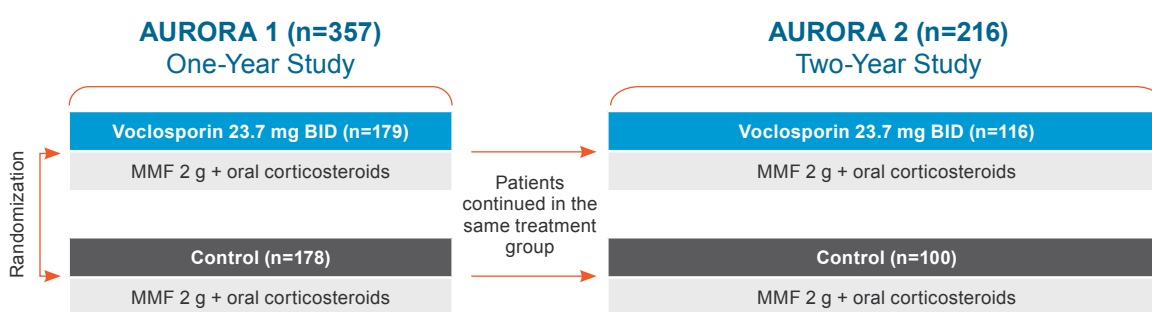 AURORA 1 (n=357)
One-Year Study
AURORA 2 (n=216)
Two-Year Study
Randomization
Voclosporin 23.7 mg BID (n=179)
MMF 2 g + oral corticosteroids
Control (n=178)
MMF 2 g + oral corticosteroids
Patients
continued in the
same treatment
group
Voclosporin 23.7 mg BID (n=116)
MMF 2 g + oral corticosteroids
Control (n=100)
MMF 2 g + oral corticosteroids